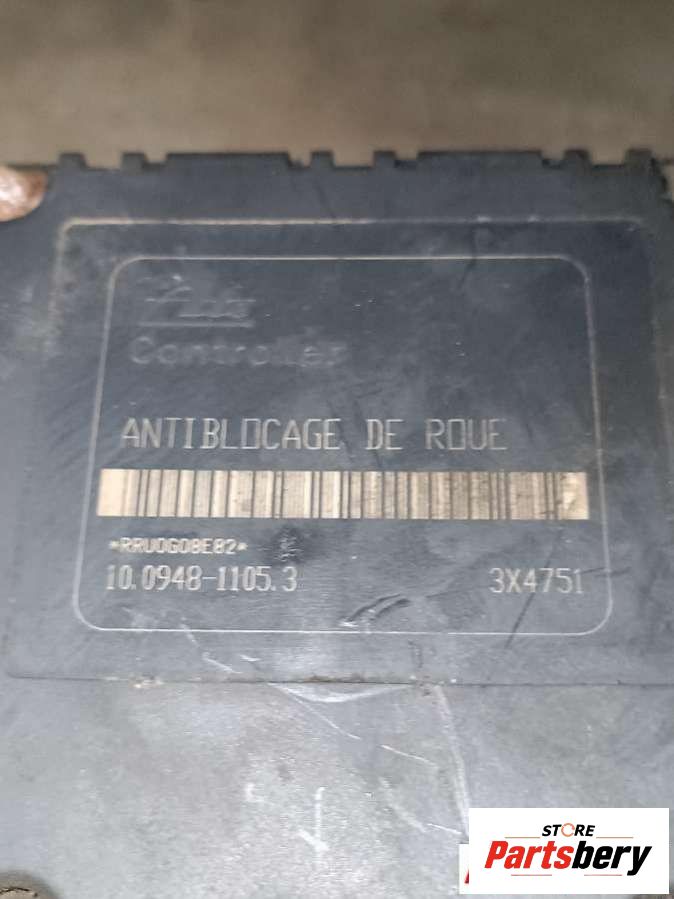 Controller
ANTIBLOCAGE DE ROUE
*RRU0G08E82*
10.0948-1105.3 3X4751
STORE
Partsbery